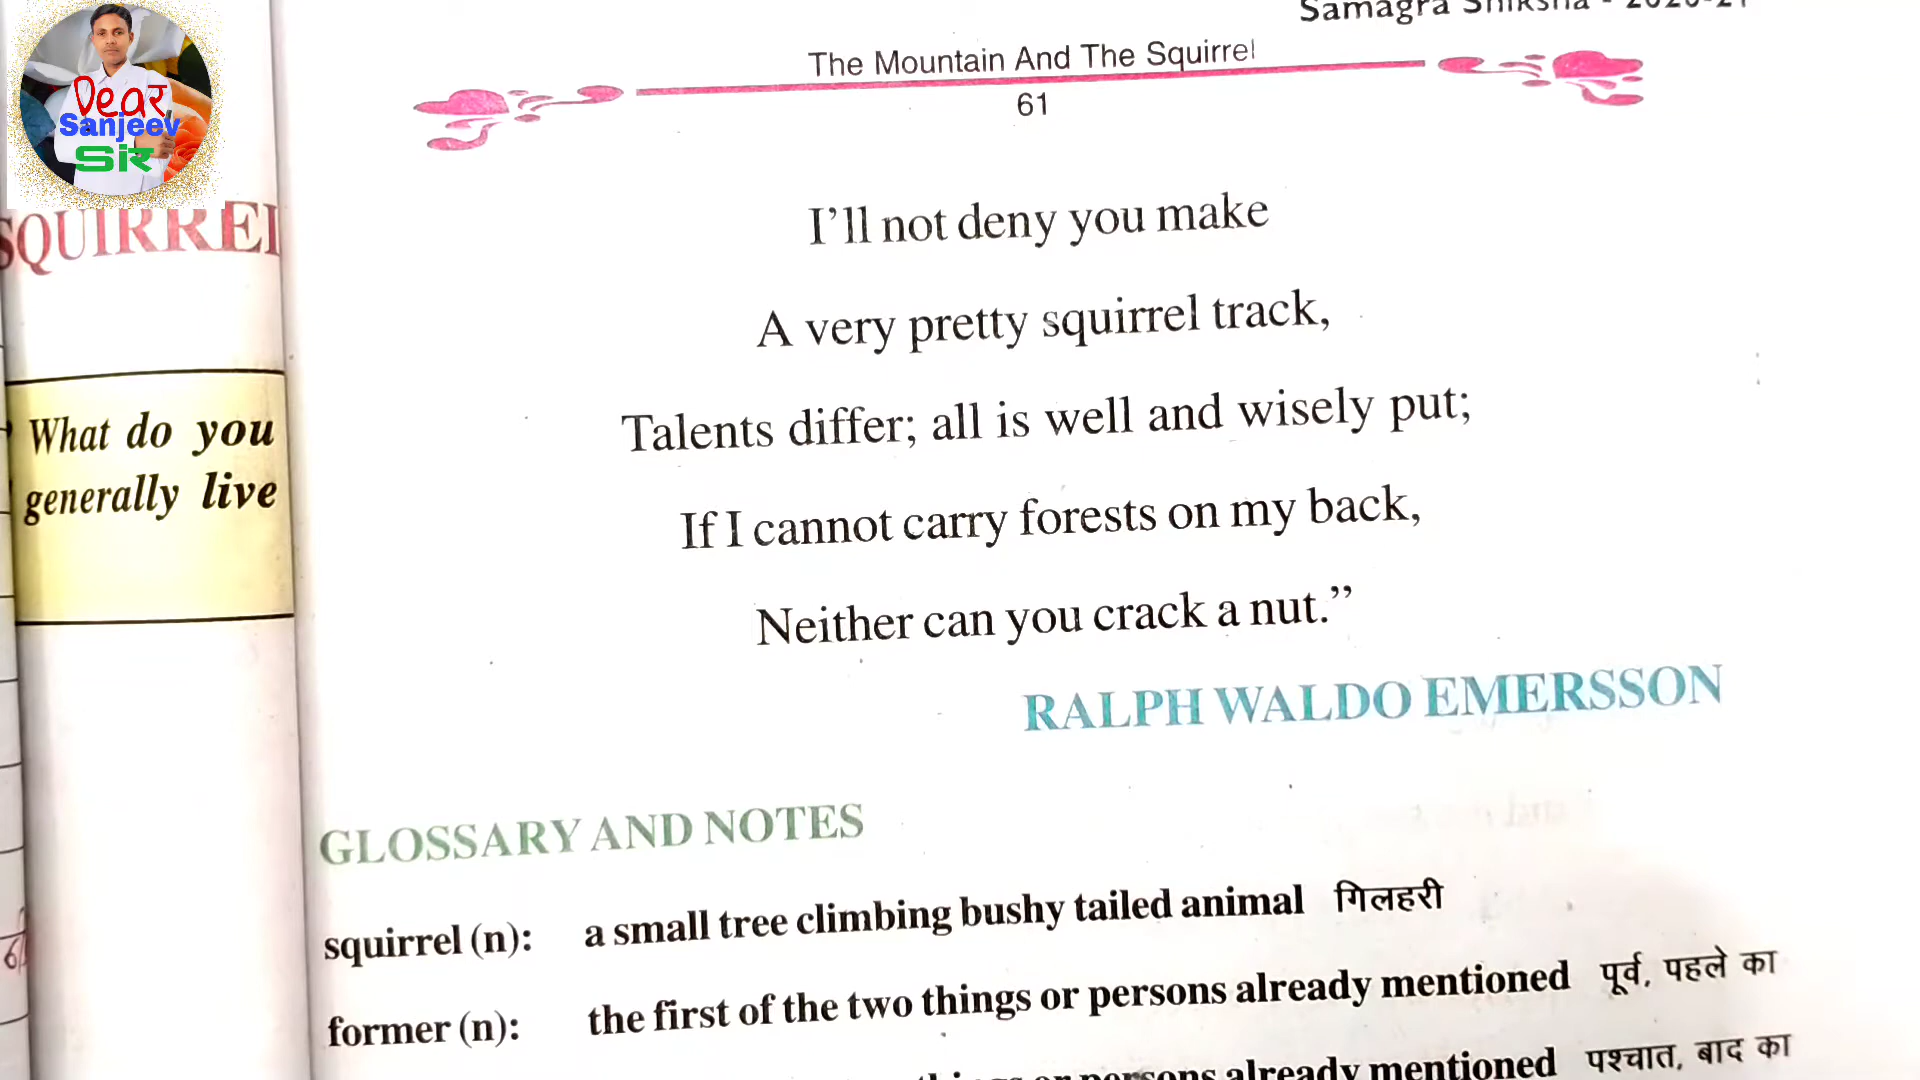 Samagra Shiksha - 2020-21
The Mountain And The Squirrel
61
Dear
Sanjeev
Sir
SQUIRREL
What do you
generally live
I'll not deny you make
A very pretty squirrel track,
Talents differ; all is well and wisely put;
If I cannot carry forests on my back,
Neither can you crack a nut.”
RALPH WALDO EMERSSON
GLOSSARY AND NOTES
squirrel (n): a small tree climbing bushy tailed animal गिलहरी
former (n): the first of the two things or persons already mentioned पूर्व, पहले का
things or persons already mentioned पश्चात, बाद का